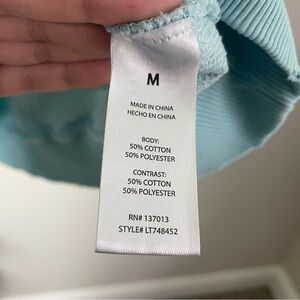 M
MADE IN CHINA
HECHO EN CHINA
BODY:
50% COTTON
50% POLYESTER
CONTRAST:
50% COTTON
50% POLYESTER
RN# 137013
STYLE# LT748452